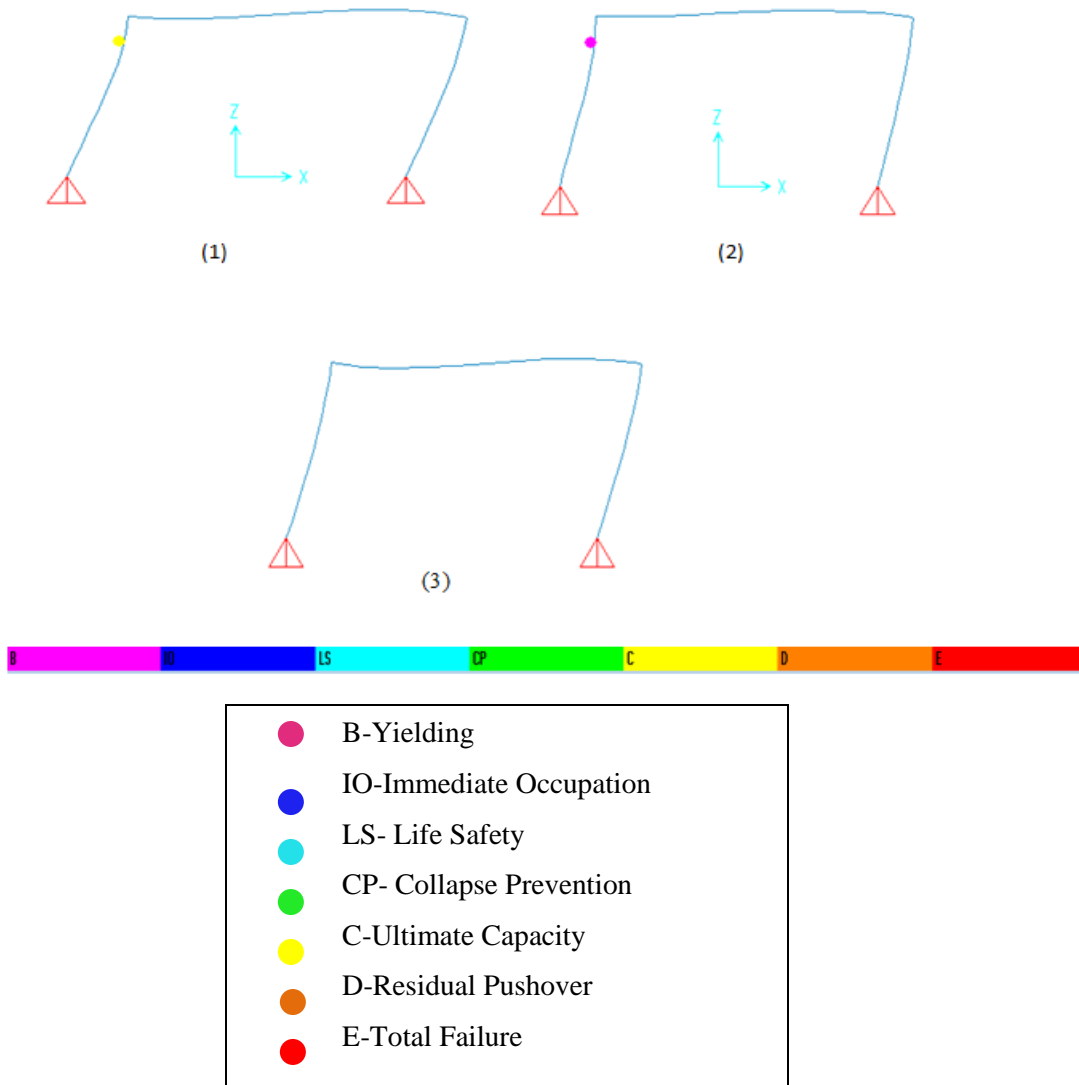 Z
X
Z
X
(1)
(2)
(3)
B IO LS CP C D E
B-Yielding
IO-Immediate Occupation
LS- Life Safety
CP- Collapse Prevention
C-Ultimate Capacity
D-Residual Pushover
E-Total Failure